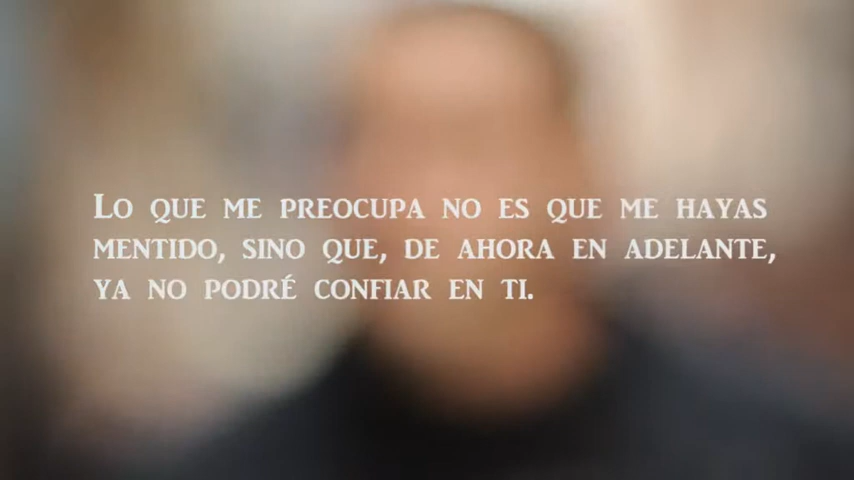 Lo que me preocupa no es que me hayas
mentido, sino que, de ahora en adelante,
ya no podré confiar en ti.